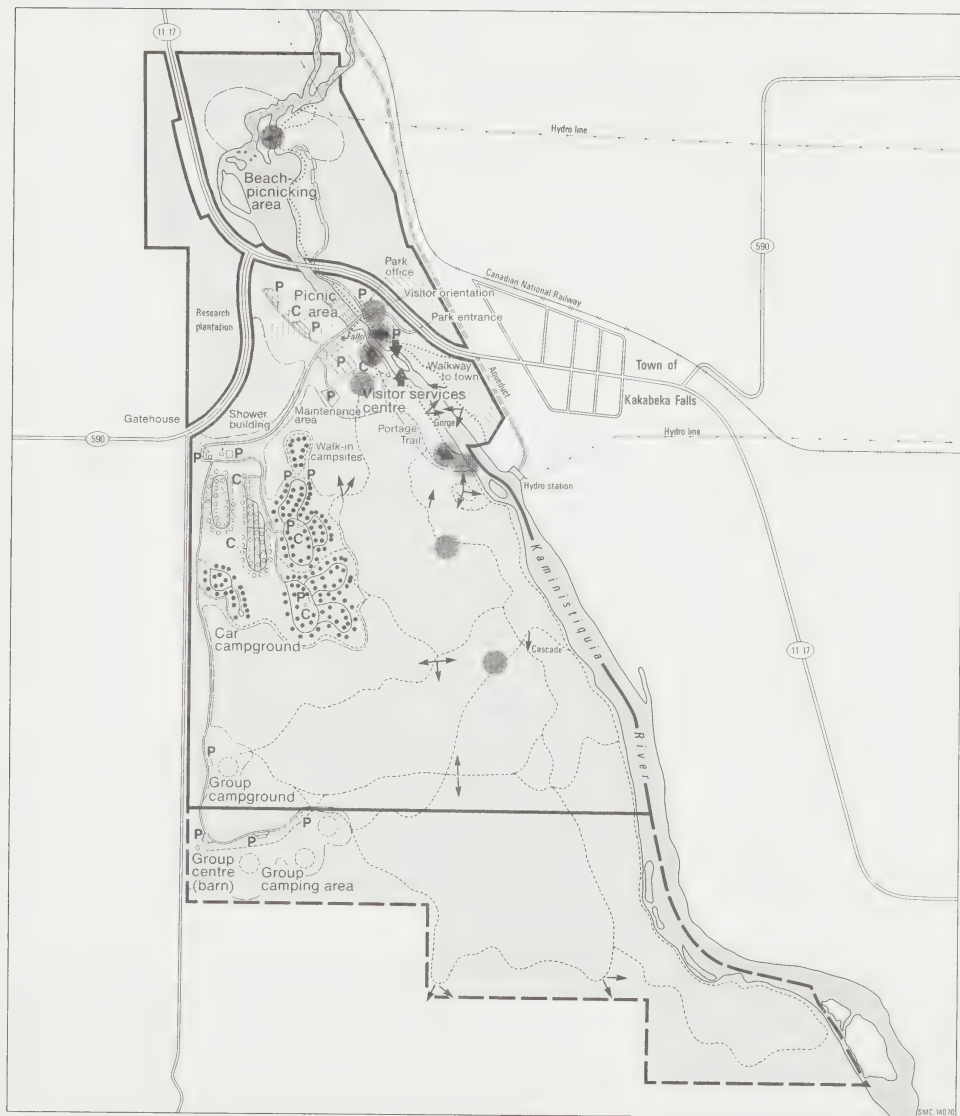 11 17
Hydro line
Beach-
picnicking
area
590
Canadian National Railway
Park
office
P
P
Visitor orientation
Picnic
C area
Research
plantation
P
Park entrance
Falls
P
P
C
Walkway
to town
Aqueduct
Town of
Kakabeka Falls
Visitor services
centre
P
Maintenance
area
Shower
building
Gatehouse
590
Portage
Trail
Gorge
Hydro line
Walk-in
campsites
P
P
P P
Hydro station
C
P
C
C
Kaministiquia
River
P
C
Car
campground
Cascade
11 17
P
Group
campground
P
P
P
Group
centre
(barn)
Group
camping area
SMC 14070